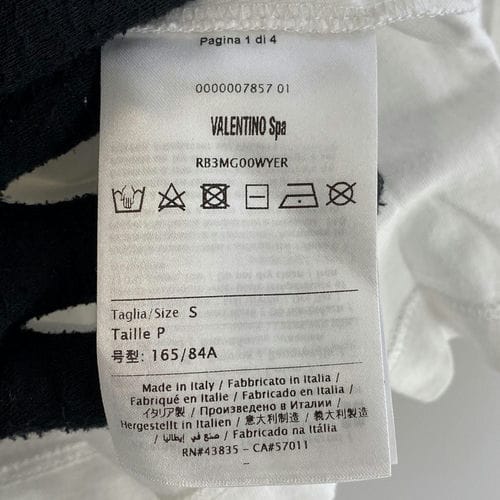 Pagina 1 di 4
0000007857 01
VALENTINO Spa
RB3MG00WYER
Taglia/Size S
Taille P
号型: 165/84A
Made in Italy / Fabbricato in Italia /
Fabriqué en Italie / Fabricado en Italia /
イタリア製 / Произведено в Италии /
Hergestellt in Italien / 意大利制造 / 義大利製造
/ صنع في إيطاليا / Fabricado na Itália
RN#43835 - CA#57011